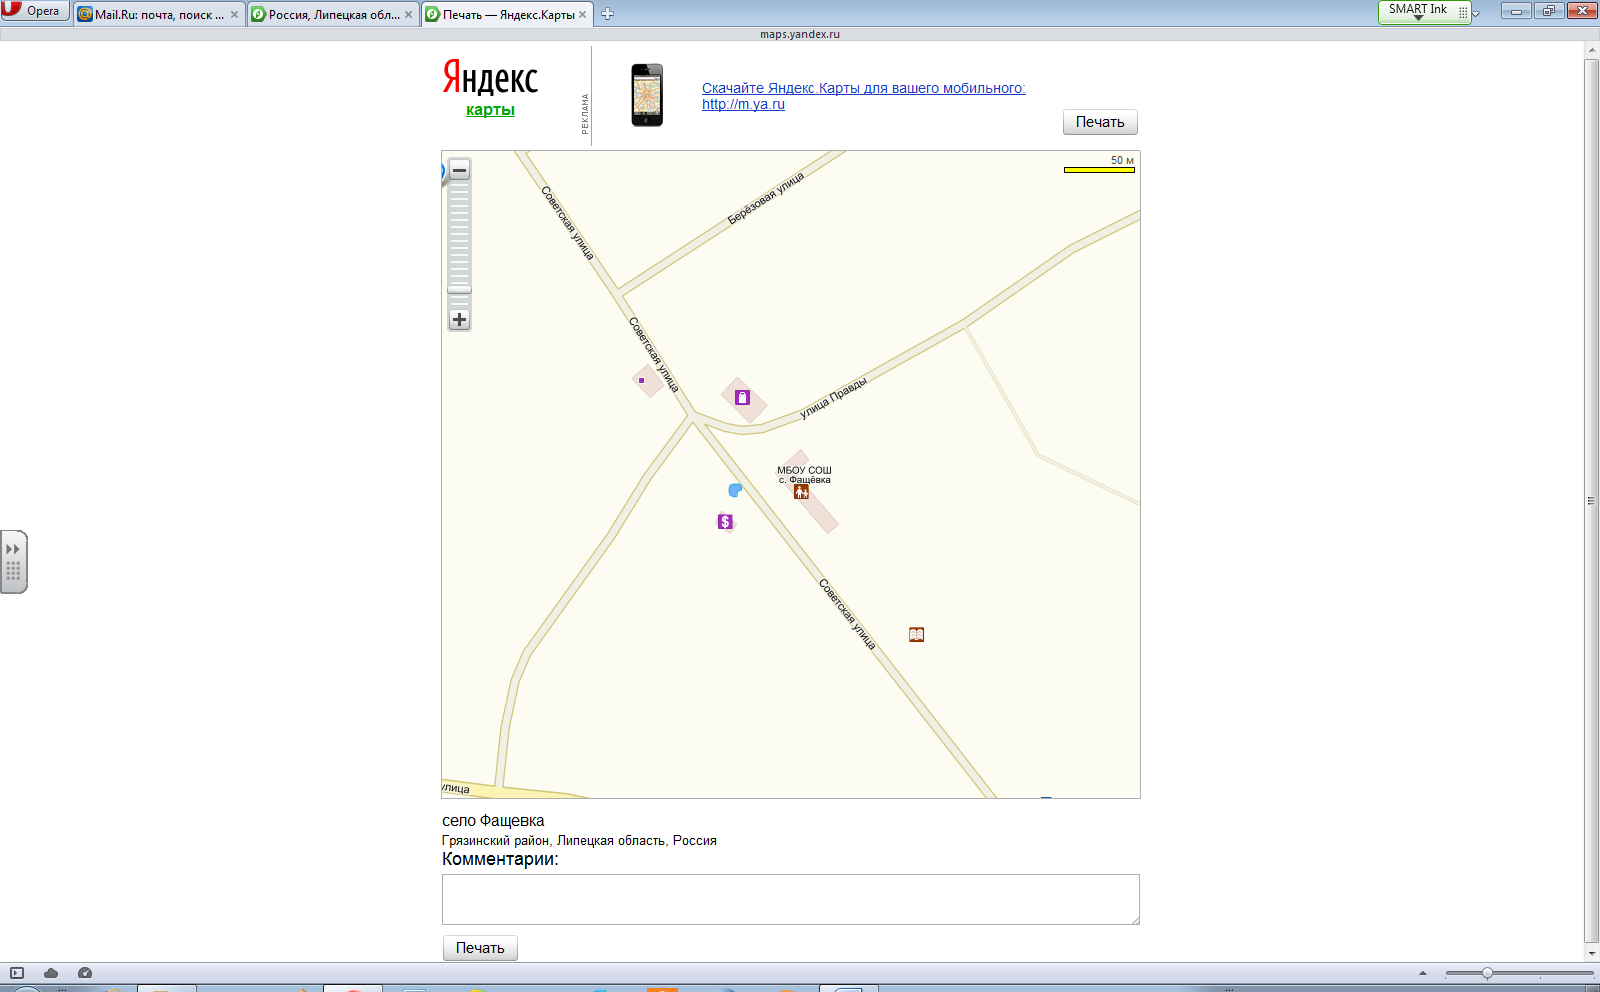 Opera
Mail.Ru: почта, поиск ...
Россия, Липецкая обл...
Печать — Яндекс.Карты
SMART Ink
maps.yandex.ru
Яндекс
карты
РЕКЛАМА
Скачайте Яндекс.Карты для вашего мобильного:
http://m.ya.ru
Печать
50 м
Советская улица
Берёзовая улица
Советская улица
улица Правды
МБОУ СОШ
с. Фащёвка
Советская улица
улица
село Фащевка
Грязинский район, Липецкая область, Россия
Комментарии:
Печать